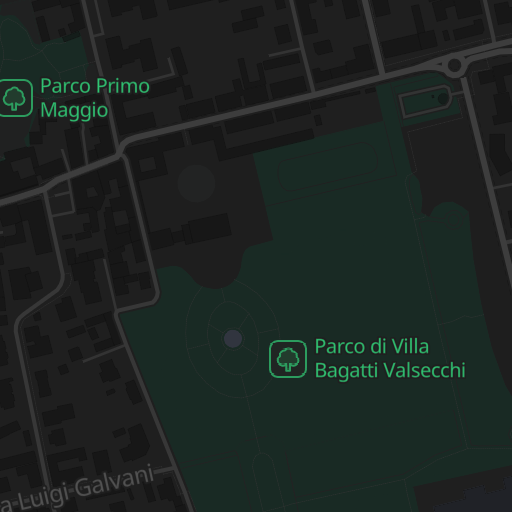 Parco Primo
Maggio
Parco di Villa
Bagatti Valsecchi
a Luigi Galvani